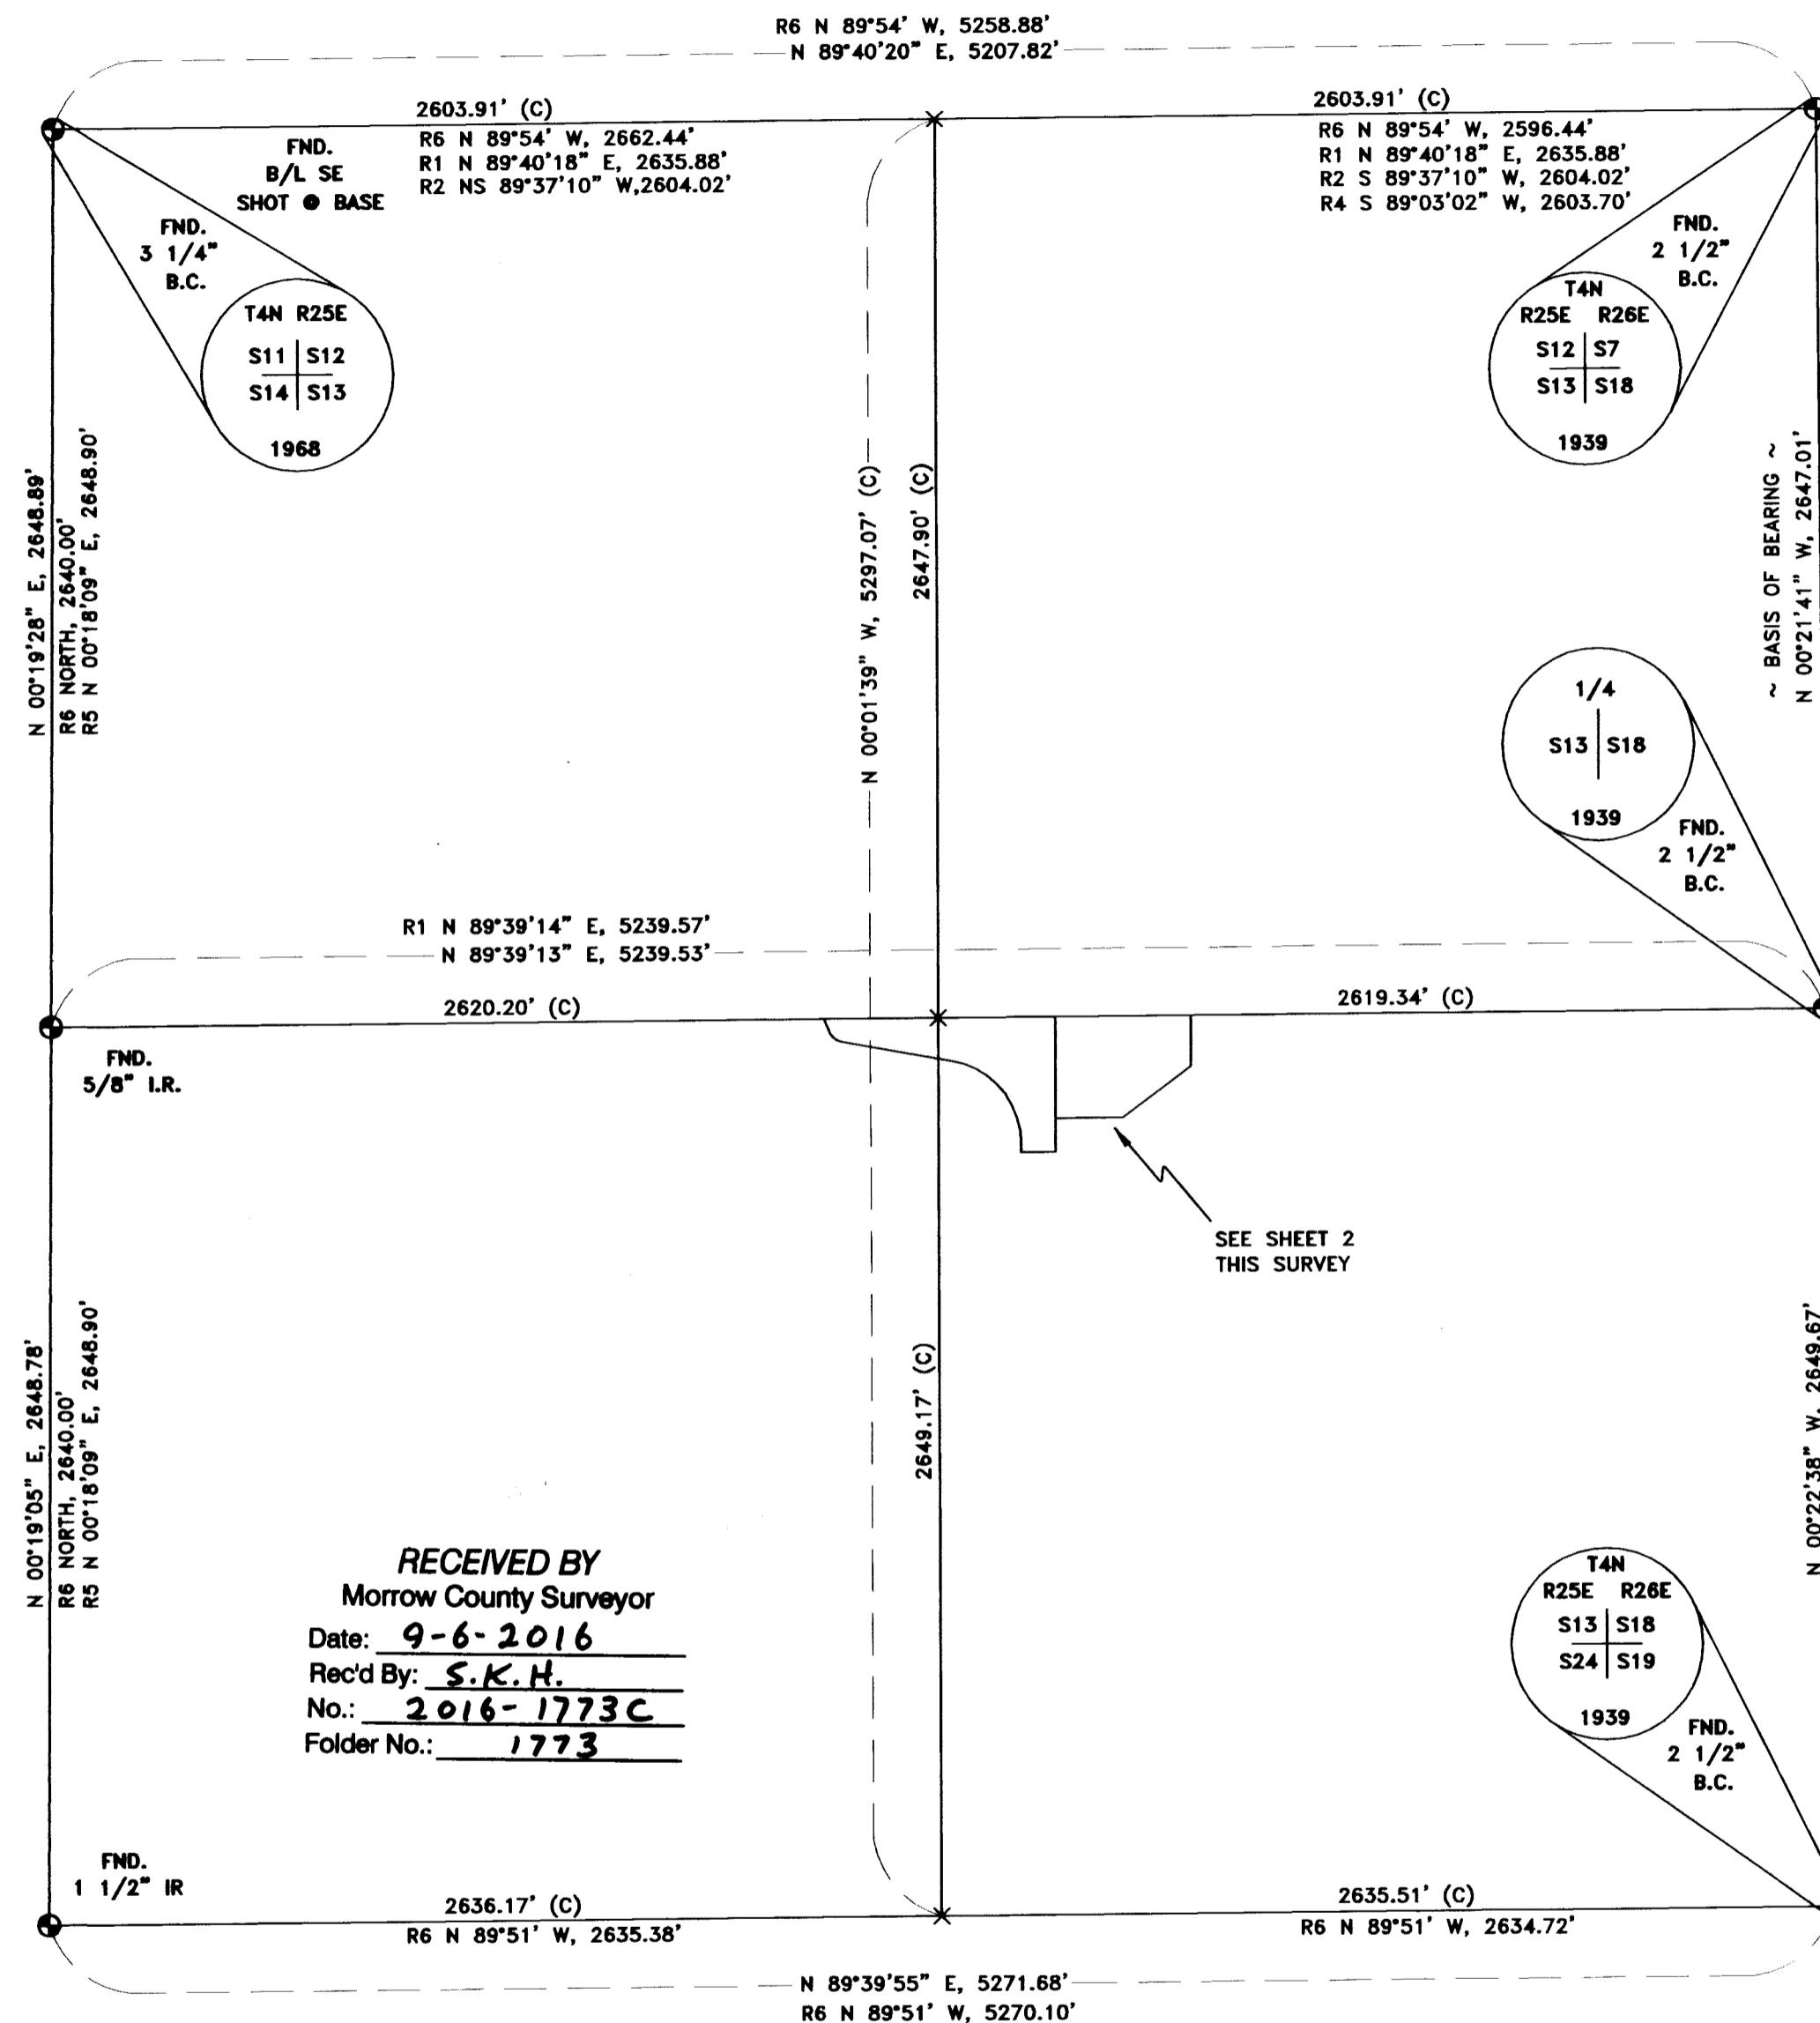 R6 N 89°54' W, 5258.88'
N 89°40'20" E, 5207.82'
2603.91' (C)
R6 N 89°54' W, 2662.44'
R1 N 89°40'18" E, 2635.88'
R2 NS 89°37'10" W,2604.02'
2603.91' (C)
R6 N 89°54' W, 2596.44'
R1 N 89°40'18" E, 2635.88'
R2 S 89°37'10" W, 2604.02'
R4 S 89°03'02" W, 2603.70'
FND.
B/L SE
SHOT @ BASE
FND.
3 1/4"
B.C.
T4N R25E
S11 S12
S14 S13
1968
FND.
2 1/2"
B.C.
T4N
R25E R26E
S12 S7
S13 S18
1939
N 00°19'28" E, 2648.89'
R6 NORTH, 2640.00'
R5 N 00°18'09" E, 2648.90'
N 00°01'39" W, 5297.07' (C)
2647.90' (C)
~ BASIS OF BEARING ~
N 00°21'41" W, 2647.01'
1/4
S13 S18
1939
FND.
2 1/2"
B.C.
R1 N 89°39'14" E, 5239.57'
N 89°39'13" E, 5239.53'
2620.20' (C)
2619.34' (C)
FND.
5/8" I.R.
SEE SHEET 2
THIS SURVEY
N 00°19'05" E, 2648.78'
R6 NORTH, 2640.00'
R5 N 00°18'09" E, 2648.90'
2649.17' (C)
N 00°22'38" W, 2649.67'
RECEIVED BY
Morrow County Surveyor
Date: 9-6-2016
Rec'd By: S.K.H.
No.: 2016-1773C
Folder No.: 1773
T4N
R25E R26E
S13 S18
S24 S19
1939
FND.
2 1/2"
B.C.
FND.
1 1/2" IR
2636.17' (C)
R6 N 89°51' W, 2635.38'
2635.51' (C)
R6 N 89°51' W, 2634.72'
N 89°39'55" E, 5271.68'
R6 N 89°51' W, 5270.10'